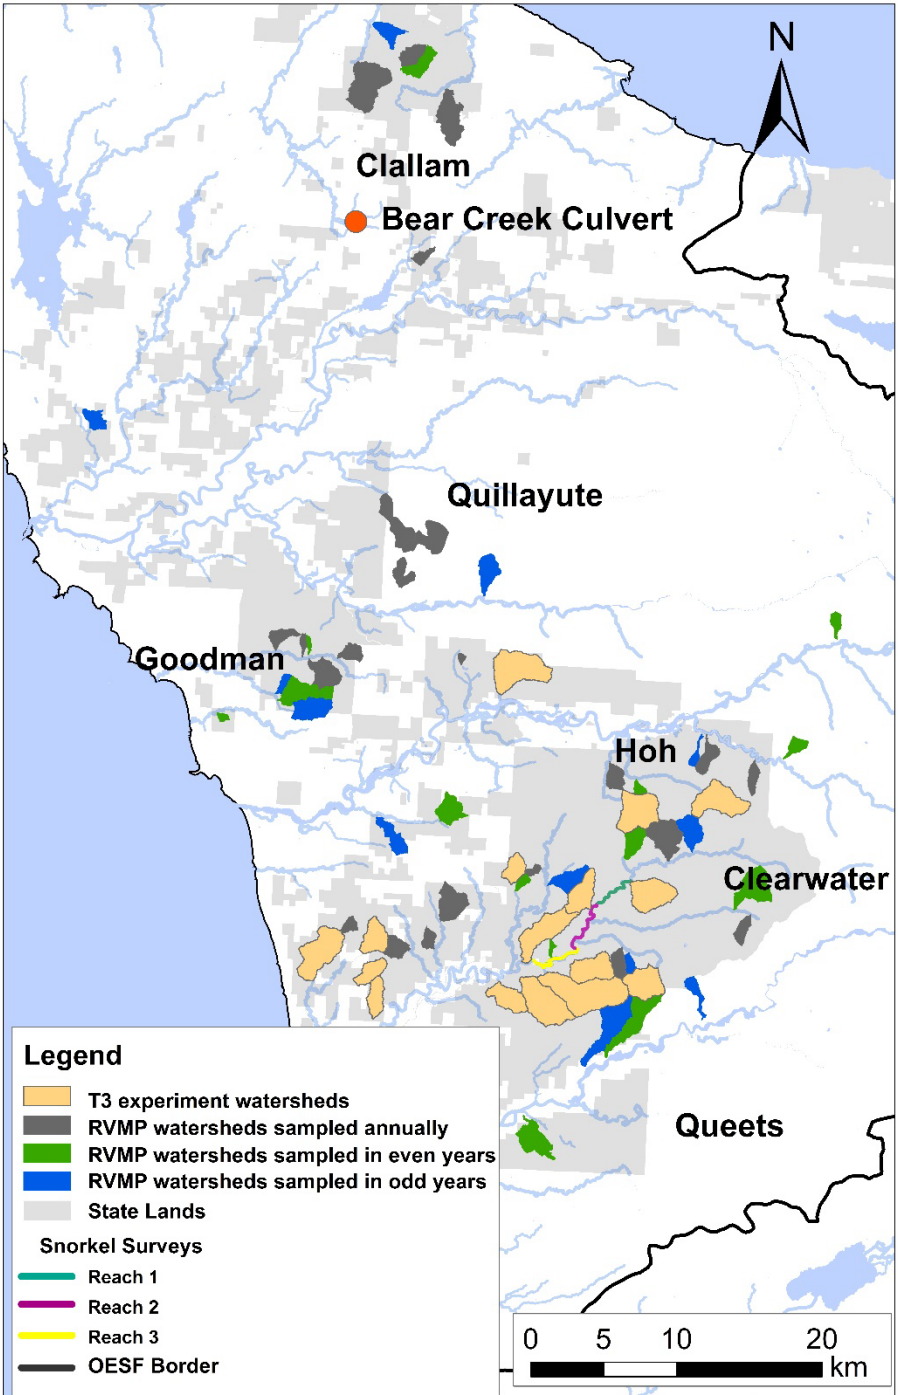 N
Clallam
Bear Creek Culvert
Quillayute
Goodman
Hoh
Clearwater
Queets
Legend
T3 experiment watersheds
RVMP watersheds sampled annually
RVMP watersheds sampled in even years
RVMP watersheds sampled in odd years
State Lands
Snorkel Surveys
Reach 1
Reach 2
Reach 3
OESF Border
0 5 10 20
km